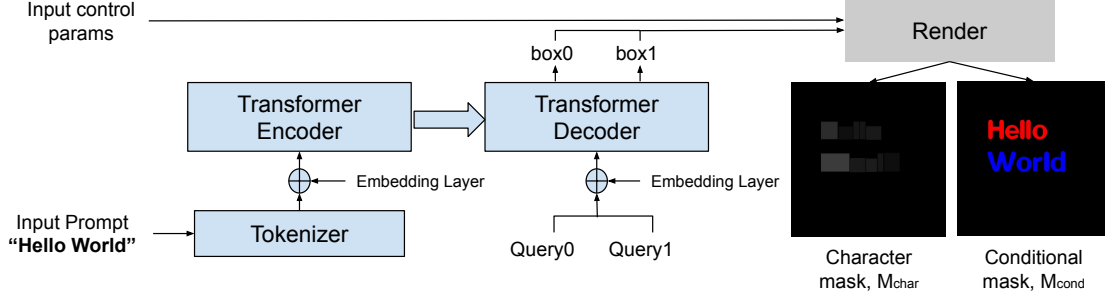 Input control
params
Render
box0
box1
Transformer
Encoder
Transformer
Decoder
Hello
World
Embedding Layer
Embedding Layer
Input Prompt
“Hello World”
Tokenizer
Query0
Query1
Character
mask, Mchar
Conditional
mask, Mcond